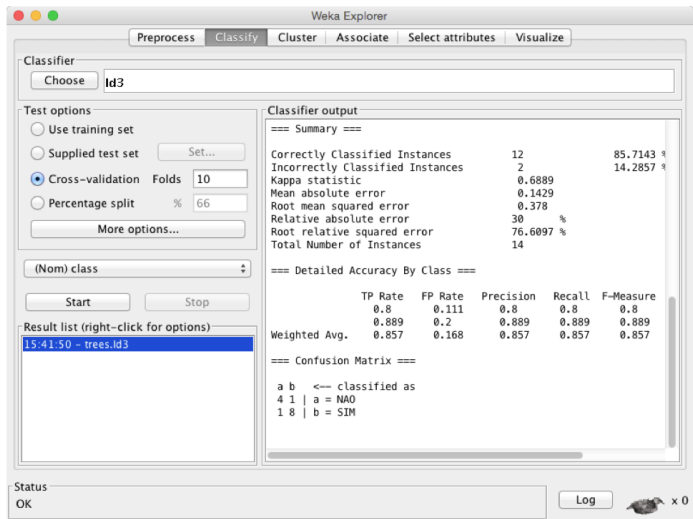 Weka Explorer
Preprocess Classify Cluster Associate Select attributes Visualize
Classifier
Choose Id3
Test options
Use training set
Supplied test set Set...
Cross-validation Folds 10
Percentage split % 66
More options...
(Nom) class
Start Stop
Result list (right-click for options)
15:41:50 - trees.Id3
Classifier output
=== Summary ===
Correctly Classified Instances 12 85.7143 %
Incorrectly Classified Instances 2 14.2857 %
Kappa statistic 0.6889
Mean absolute error 0.1429
Root mean squared error 0.378
Relative absolute error 30 %
Root relative squared error 76.6097 %
Total Number of Instances 14
=== Detailed Accuracy By Class ===
TP Rate FP Rate Precision Recall F-Measure
0.8 0.111 0.8 0.8 0.8
0.889 0.2 0.889 0.889 0.889
Weighted Avg. 0.857 0.168 0.857 0.857 0.857
=== Confusion Matrix ===
a b <-- classified as
4 1 | a = NAO
1 8 | b = SIM
Status
OK
Log x 0